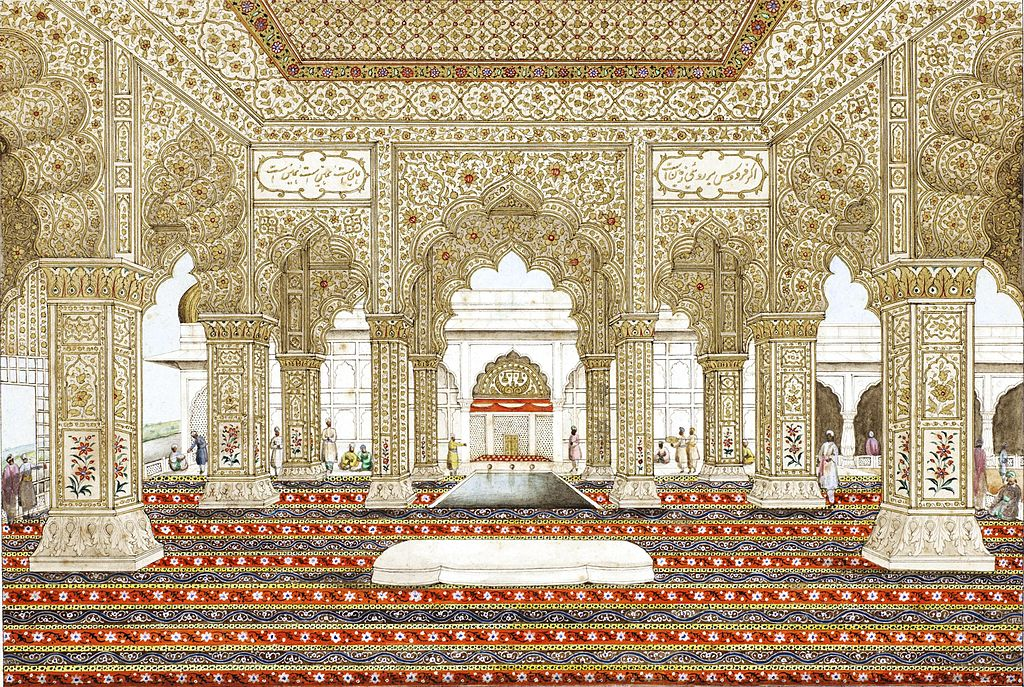 اگر فردوس بر روی زمین است
همین است همین است همین است